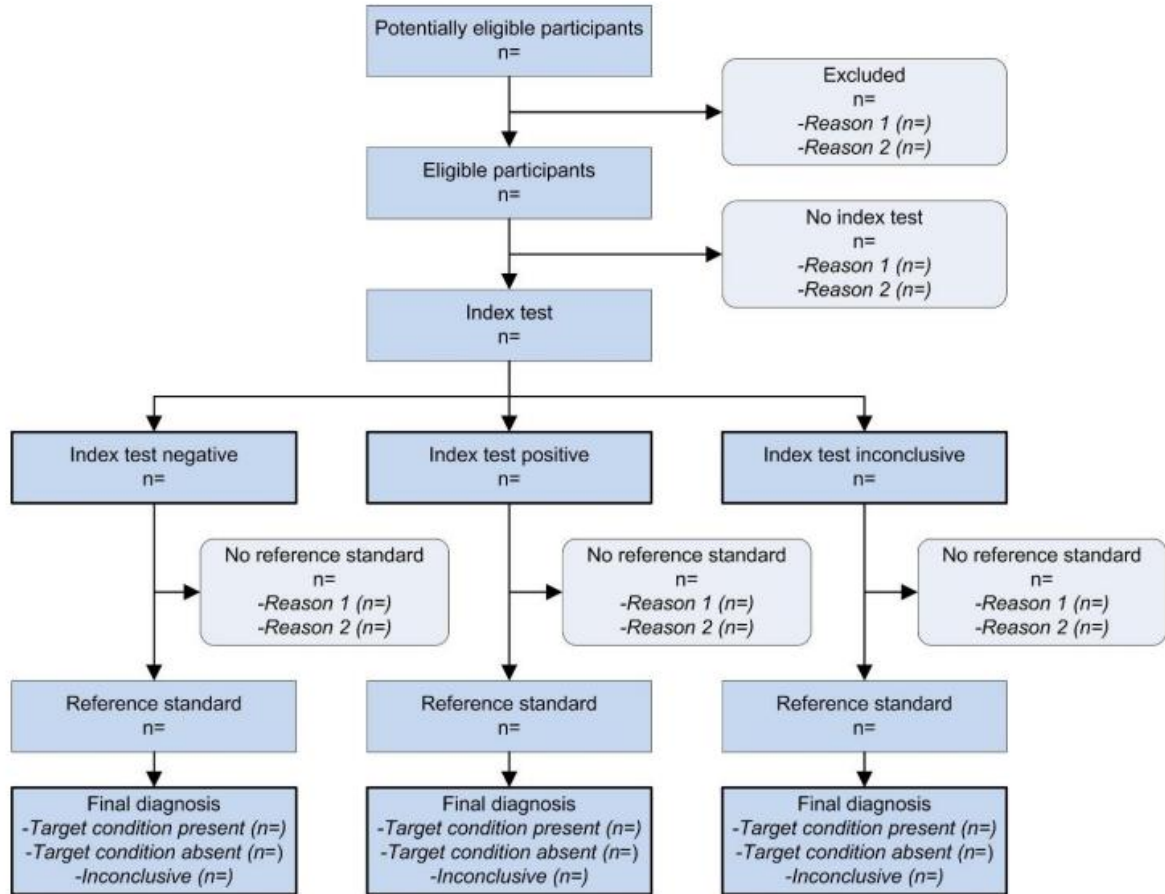 Potentially eligible participants
n=
Excluded
n=
-Reason 1 (n=)
-Reason 2 (n=)
Eligible participants
n=
No index test
n=
-Reason 1 (n=)
-Reason 2 (n=)
Index test
n=
Index test negative
n=
Index test positive
n=
Index test inconclusive
n=
No reference standard
n=
-Reason 1 (n=)
-Reason 2 (n=)
No reference standard
n=
-Reason 1 (n=)
-Reason 2 (n=)
No reference standard
n=
-Reason 1 (n=)
-Reason 2 (n=)
Reference standard
n=
Reference standard
n=
Reference standard
n=
Final diagnosis
-Target condition present (n=)
-Target condition absent (n=)
-Inconclusive (n=)
Final diagnosis
-Target condition present (n=)
-Target condition absent (n=)
-Inconclusive (n=)
Final diagnosis
-Target condition present (n=)
-Target condition absent (n=)
-Inconclusive (n=)